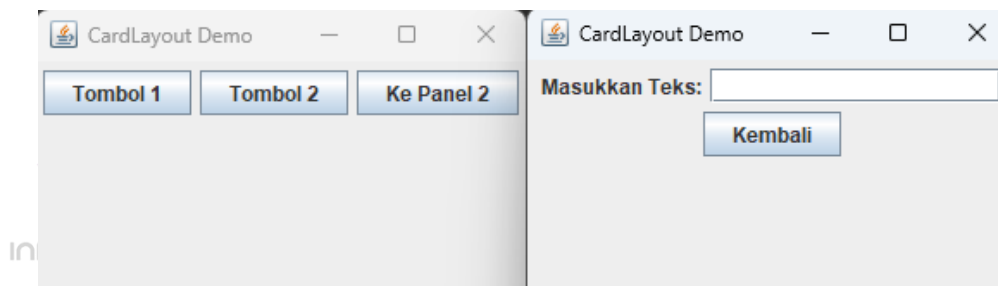 CardLayout Demo
Tombol 1 Tombol 2 Ke Panel 2
CardLayout Demo
Masukkan Teks:
Kembali